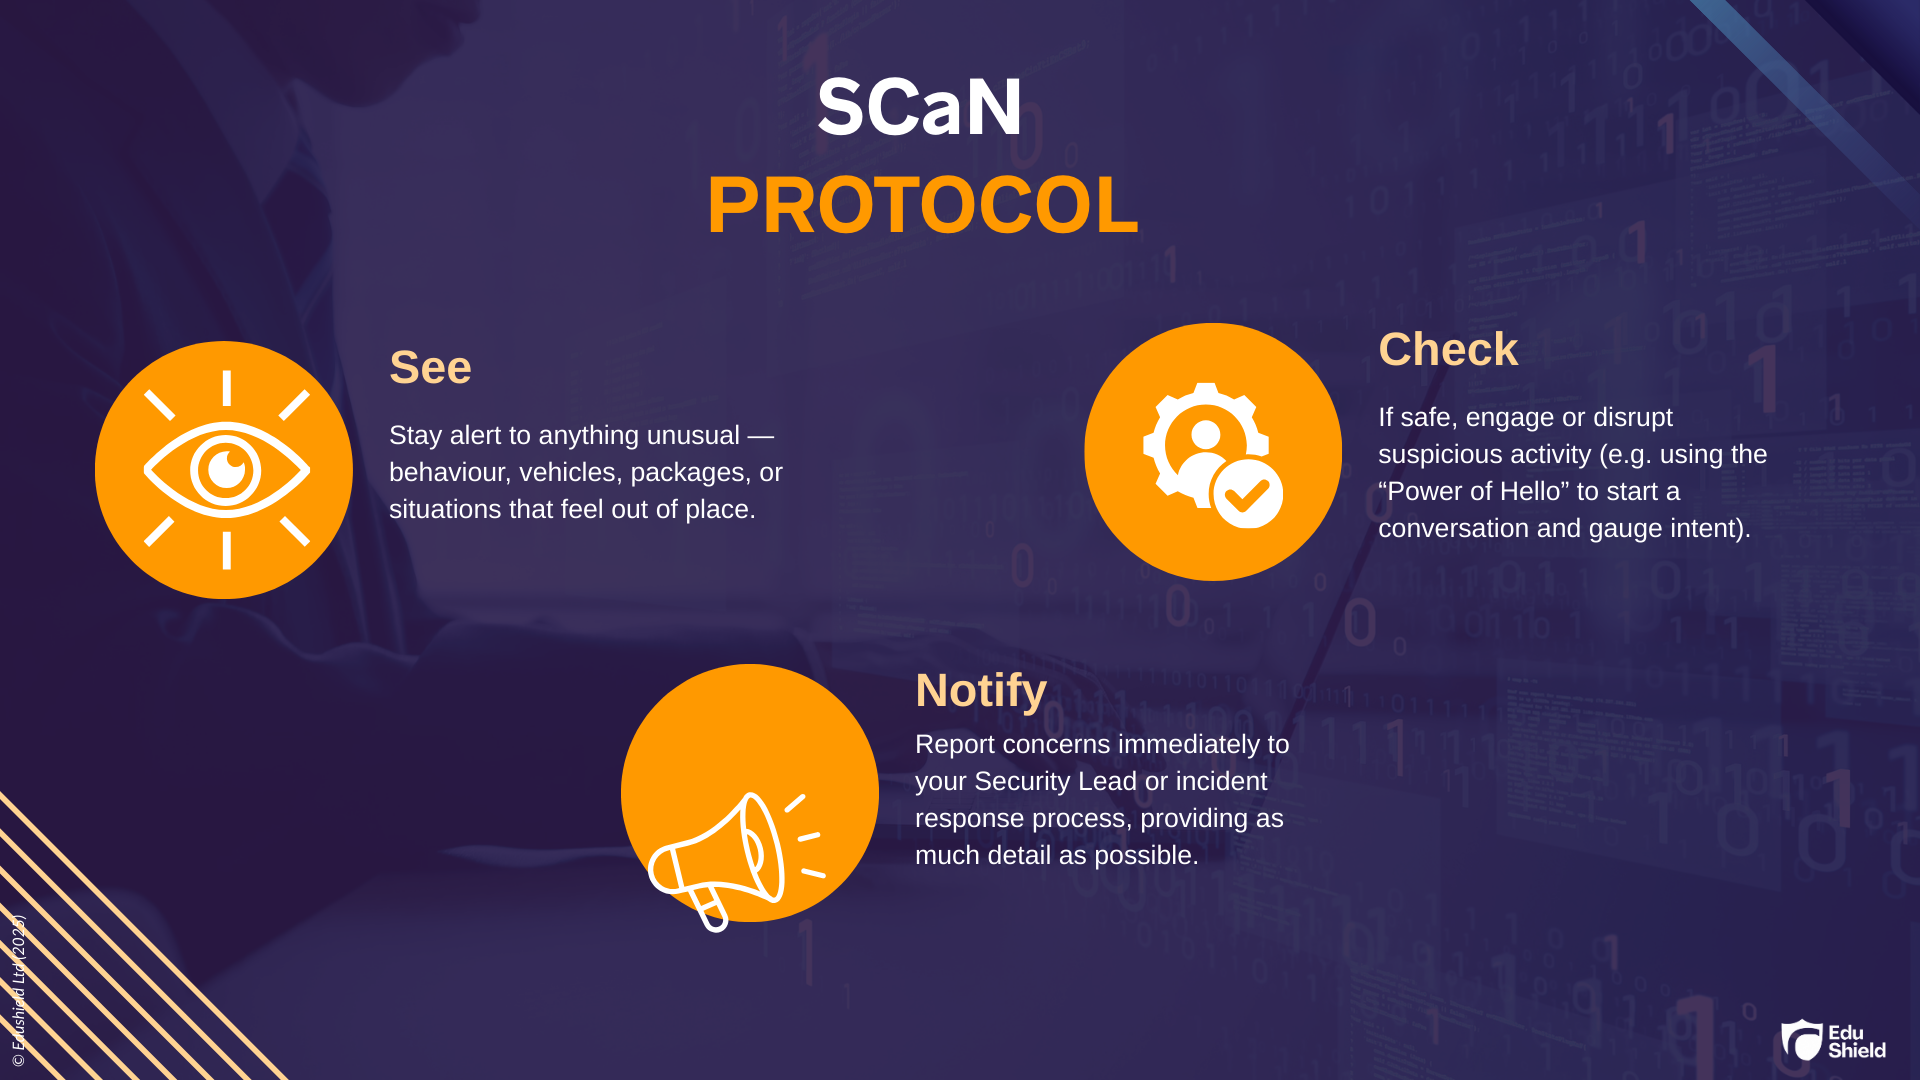 SCaN
PROTOCOL
See
Stay alert to anything unusual —
behaviour, vehicles, packages, or
situations that feel out of place.
Check
If safe, engage or disrupt
suspicious activity (e.g. using the
“Power of Hello” to start a
conversation and gauge intent).
Notify
Report concerns immediately to
your Security Lead or incident
response process, providing as
much detail as possible.
© Edushield Ltd
Edu
Shield